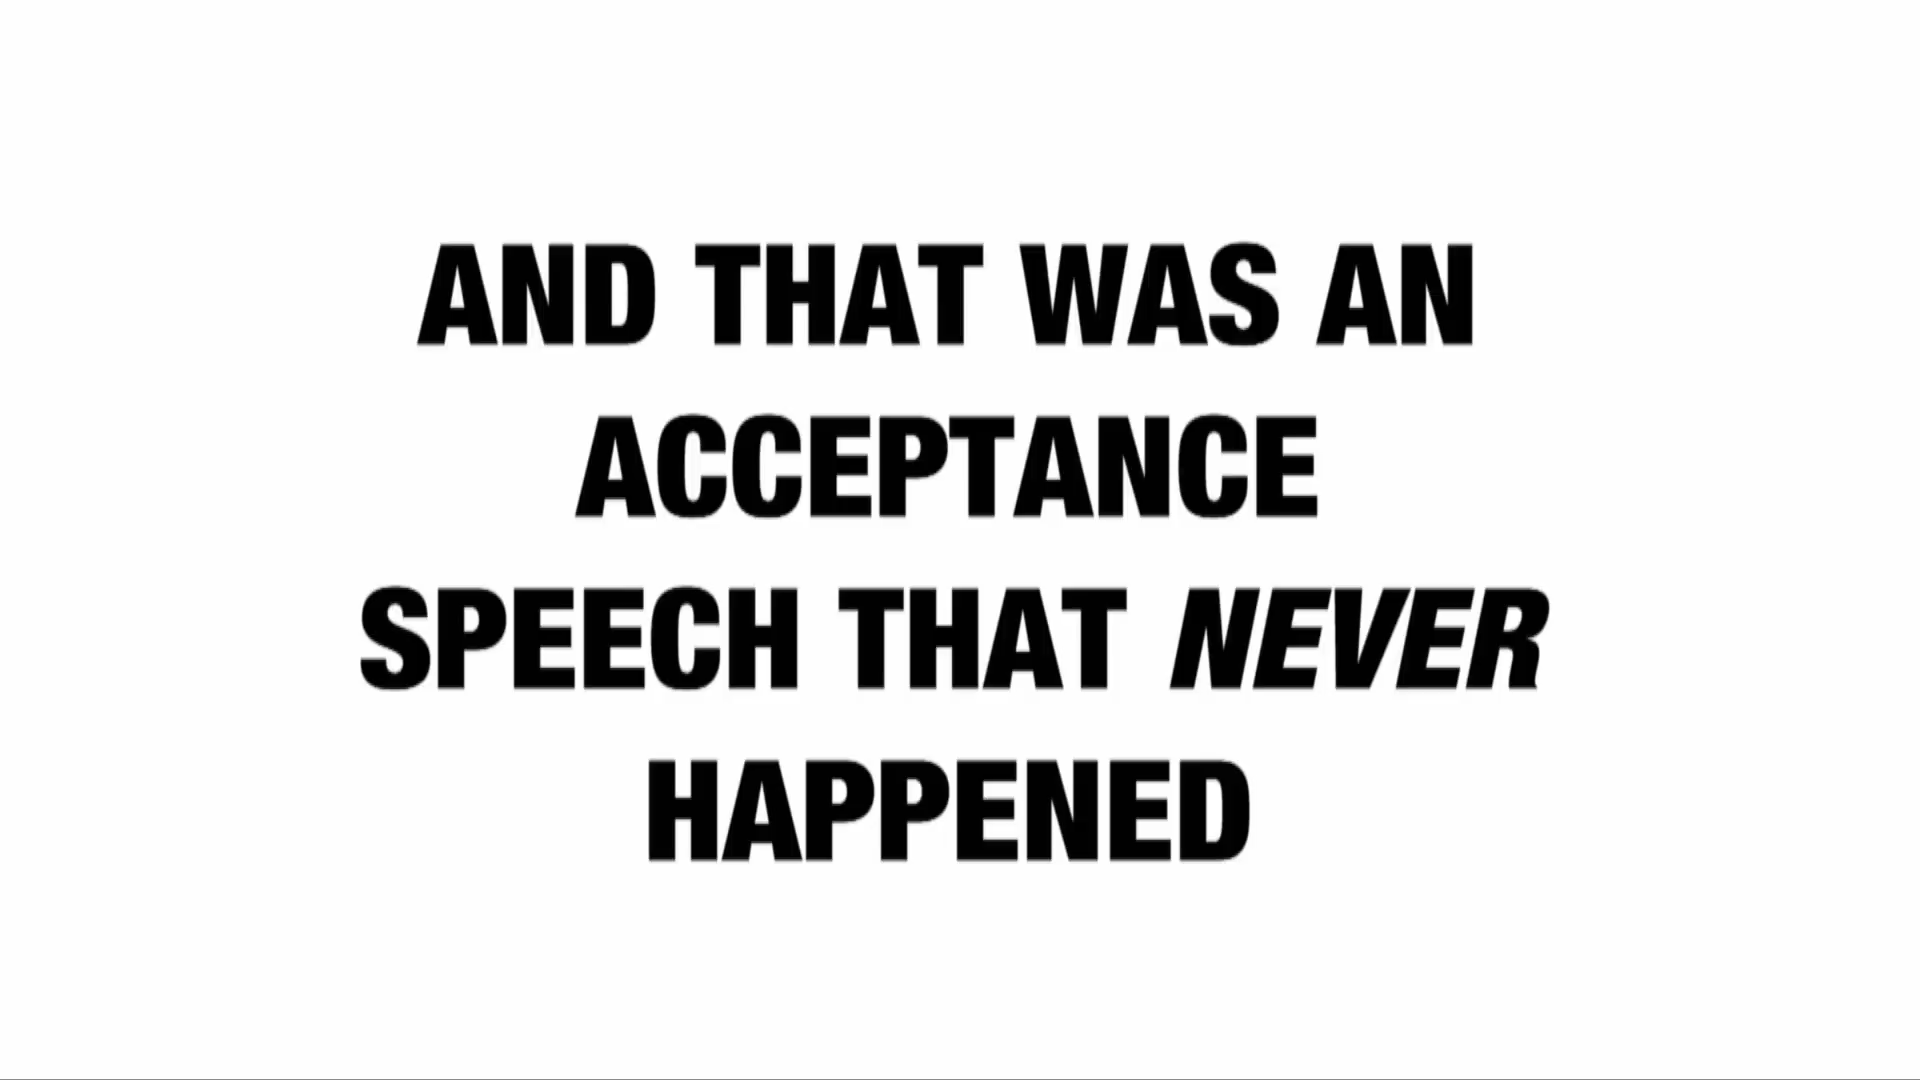 AND THAT WAS AN
ACCEPTANCE
SPEECH THAT NEVER
HAPPENED